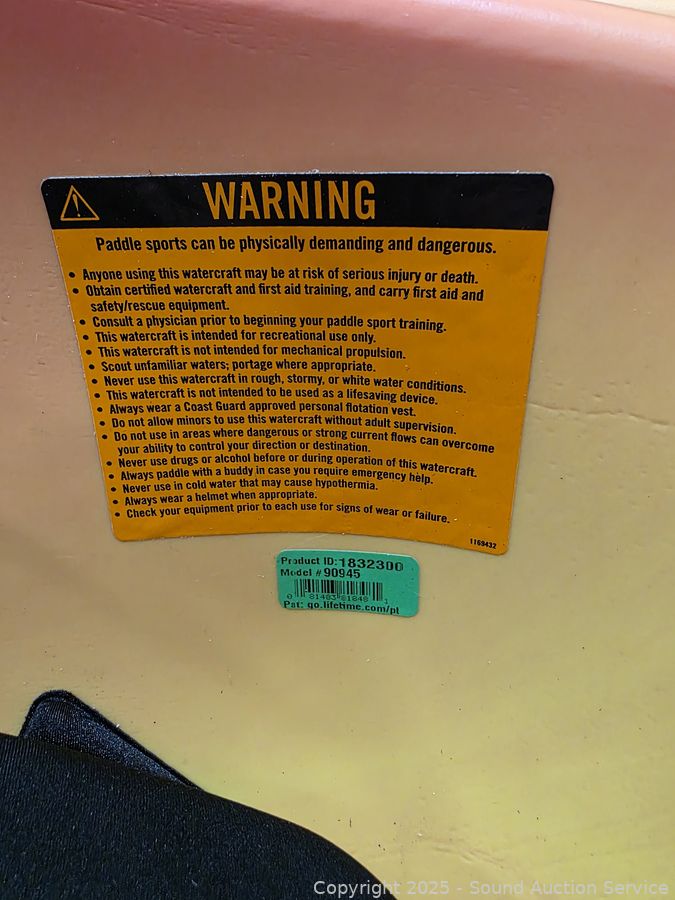 WARNING
Paddle sports can be physically demanding and dangerous.
• Anyone using this watercraft may be at risk of serious injury or death.
• Obtain certified watercraft and first aid training, and carry first aid and
safety/rescue equipment.
• Consult a physician prior to beginning your paddle sport training.
• This watercraft is intended for recreational use only.
• This watercraft is not intended for mechanical propulsion.
• Scout unfamiliar waters; portage where appropriate.
• Never use this watercraft in rough, stormy, or white water conditions.
• This watercraft is not intended to be used as a lifesaving device.
• Always wear a Coast Guard approved personal flotation vest.
• Do not allow minors to use this watercraft without adult supervision.
• Do not use in areas where dangerous or strong current flows can overcome
your ability to control your direction or destination.
• Never use drugs or alcohol before or during operation of this watercraft.
• Always paddle with a buddy in case you require emergency help.
• Never use in cold water that may cause hypothermia.
• Always wear a helmet when appropriate.
• Check your equipment prior to each use for signs of wear or failure.
1169432
Product ID:1832300
Model #90945
0 81483 81848 1
Pat: go.lifetime.com/pt
Copyright 2025 - Sound Auction Service